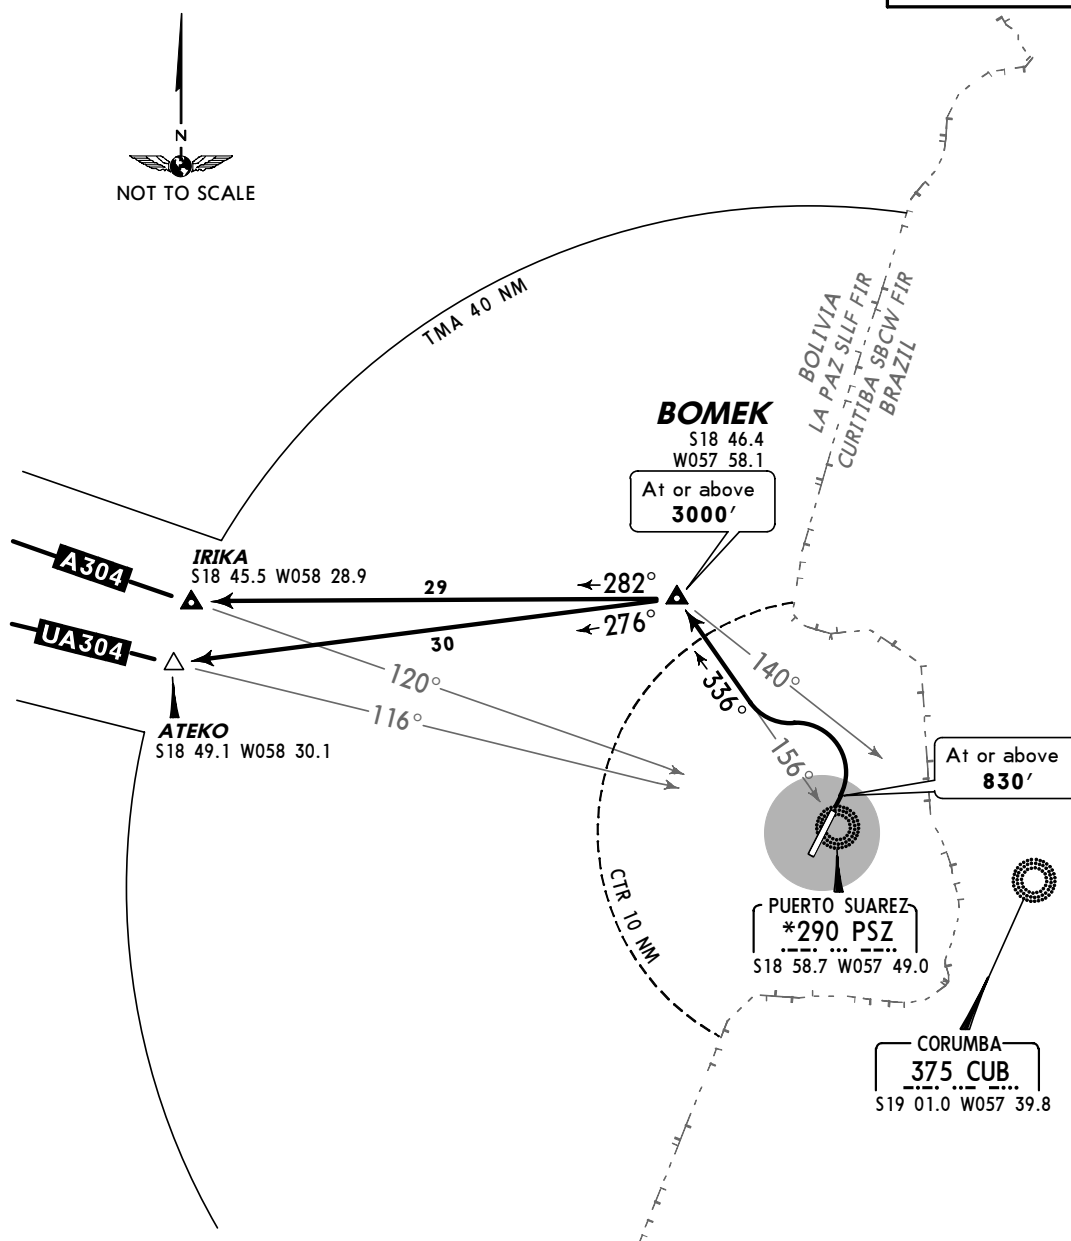 N
NOT TO SCALE
TMA 40 NM
BOLIVIA
LA PAZ SLLF FIR
CURITIBA SBCW FIR
BRAZIL
BOMEK
S18 46.4
W057 58.1
At or above
3000'
A304
IRIKA
S18 45.5 W058 28.9
29
282°
276°
30
UA304
120°
116°
ATEKO
S18 49.1 W058 30.1
140°
336°
156°
At or above
830'
CTR 10 NM
PUERTO SUAREZ
*290 PSZ
S18 58.7 W057 49.0
CORUMBA
375 CUB
S19 01.0 W057 39.8